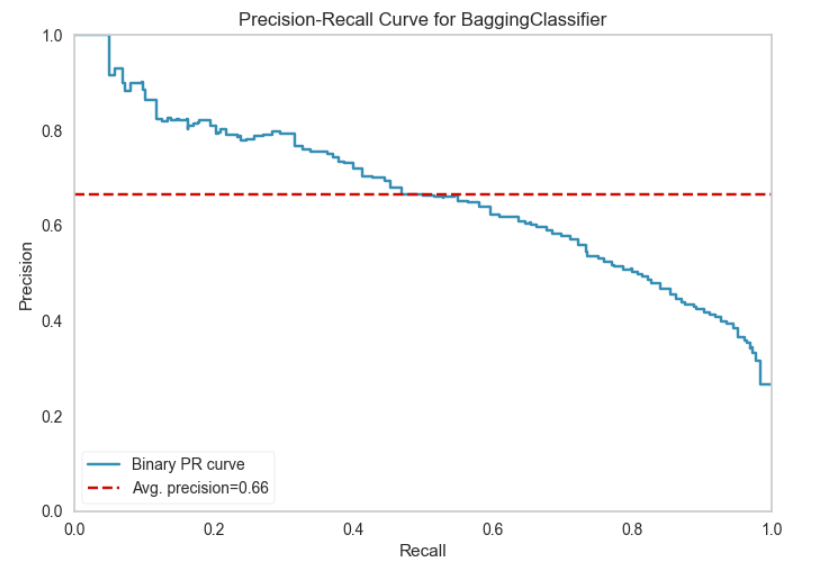 Precision-Recall Curve for BaggingClassifier
1.0
0.8
0.6
0.4
0.2
0.0
Precision
Binary PR curve
Avg. precision=0.66
0.0 0.2 0.4 0.6 0.8 1.0
Recall